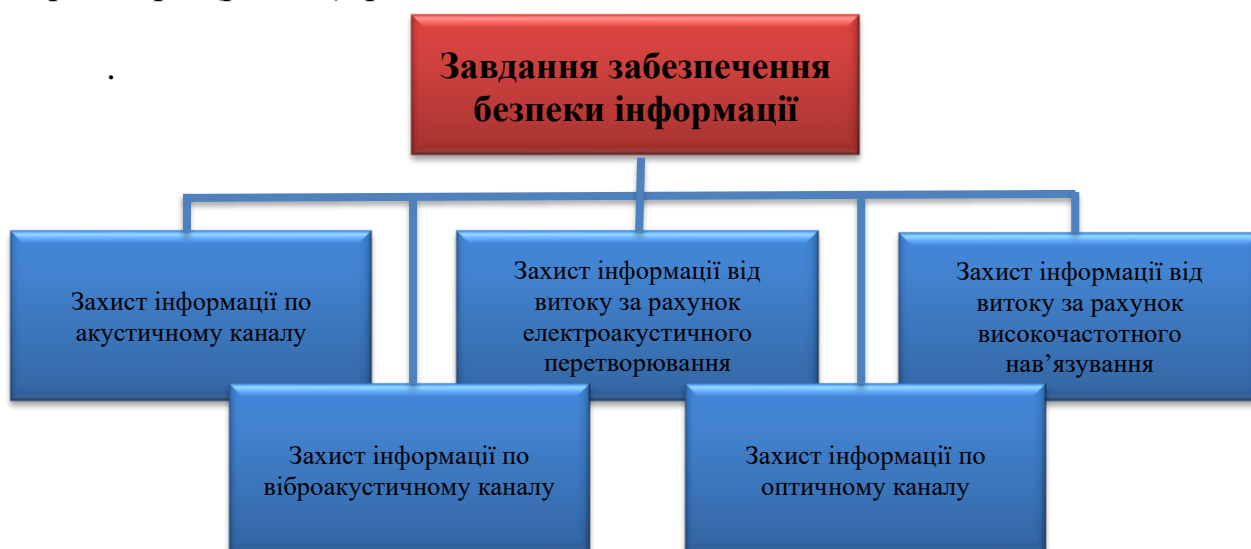 .
Завдання забезпечення
безпеки інформації
Захист інформації по
акустичному каналу
Захист інформації від
витоку за рахунок
електроакустичного
перетворювання
Захист інформації від
витоку за рахунок
високочастотного
нав’язування
Захист інформації по
віброакустичному каналу
Захист інформації по
оптичному каналу